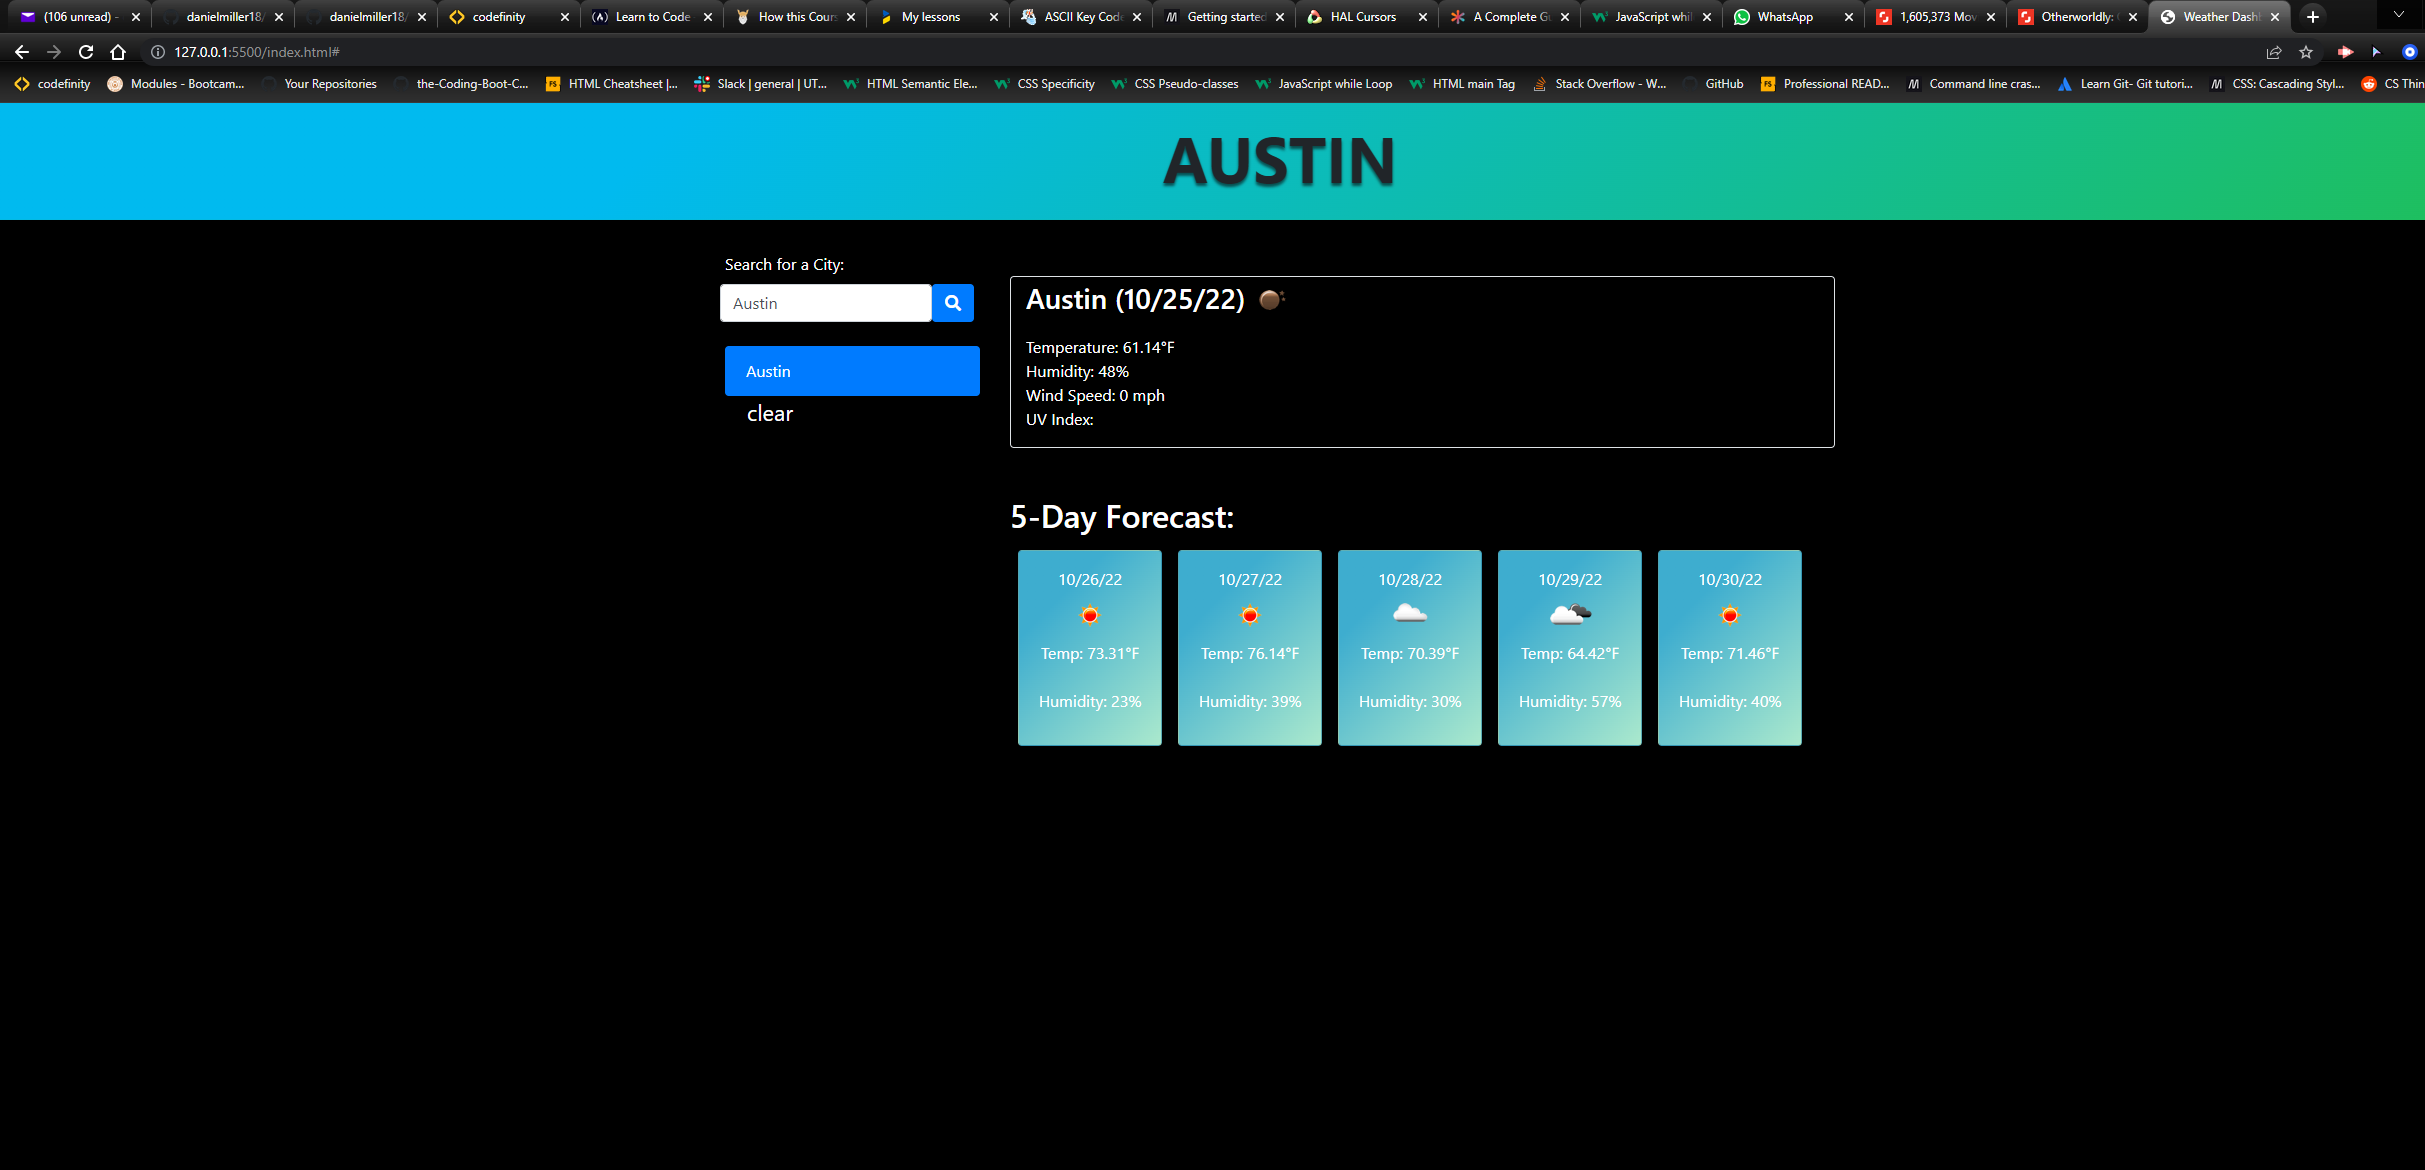 (106 unread) -
danielmiller18/
danielmiller18/
codefinity
Learn to Code
How this Cours
My lessons
ASCII Key Code
Getting started
HAL Cursors
A Complete Gu
JavaScript whil
WhatsApp
1,605,373 Mov
Otherworldly:
Weather Dashb
127.0.0.1:5500/index.html#
codefinity
Modules - Bootcam...
Your Repositories
the-Coding-Boot-C...
HTML Cheatsheet |...
Slack | general | UT...
HTML Semantic Ele...
CSS Specificity
CSS Pseudo-classes
JavaScript while Loop
HTML main Tag
Stack Overflow - W...
GitHub
Professional READ...
Command line cras...
Learn Git- Git tutori...
CSS: Cascading Styl...
CS Thin
AUSTIN
Search for a City:
Austin
Austin
clear
Austin (10/25/22)
Temperature: 61.14°F
Humidity: 48%
Wind Speed: 0 mph
UV Index:
5-Day Forecast:
10/26/22
Temp: 73.31°F
Humidity: 23%
10/27/22
Temp: 76.14°F
Humidity: 39%
10/28/22
Temp: 70.39°F
Humidity: 30%
10/29/22
Temp: 64.42°F
Humidity: 57%
10/30/22
Temp: 71.46°F
Humidity: 40%